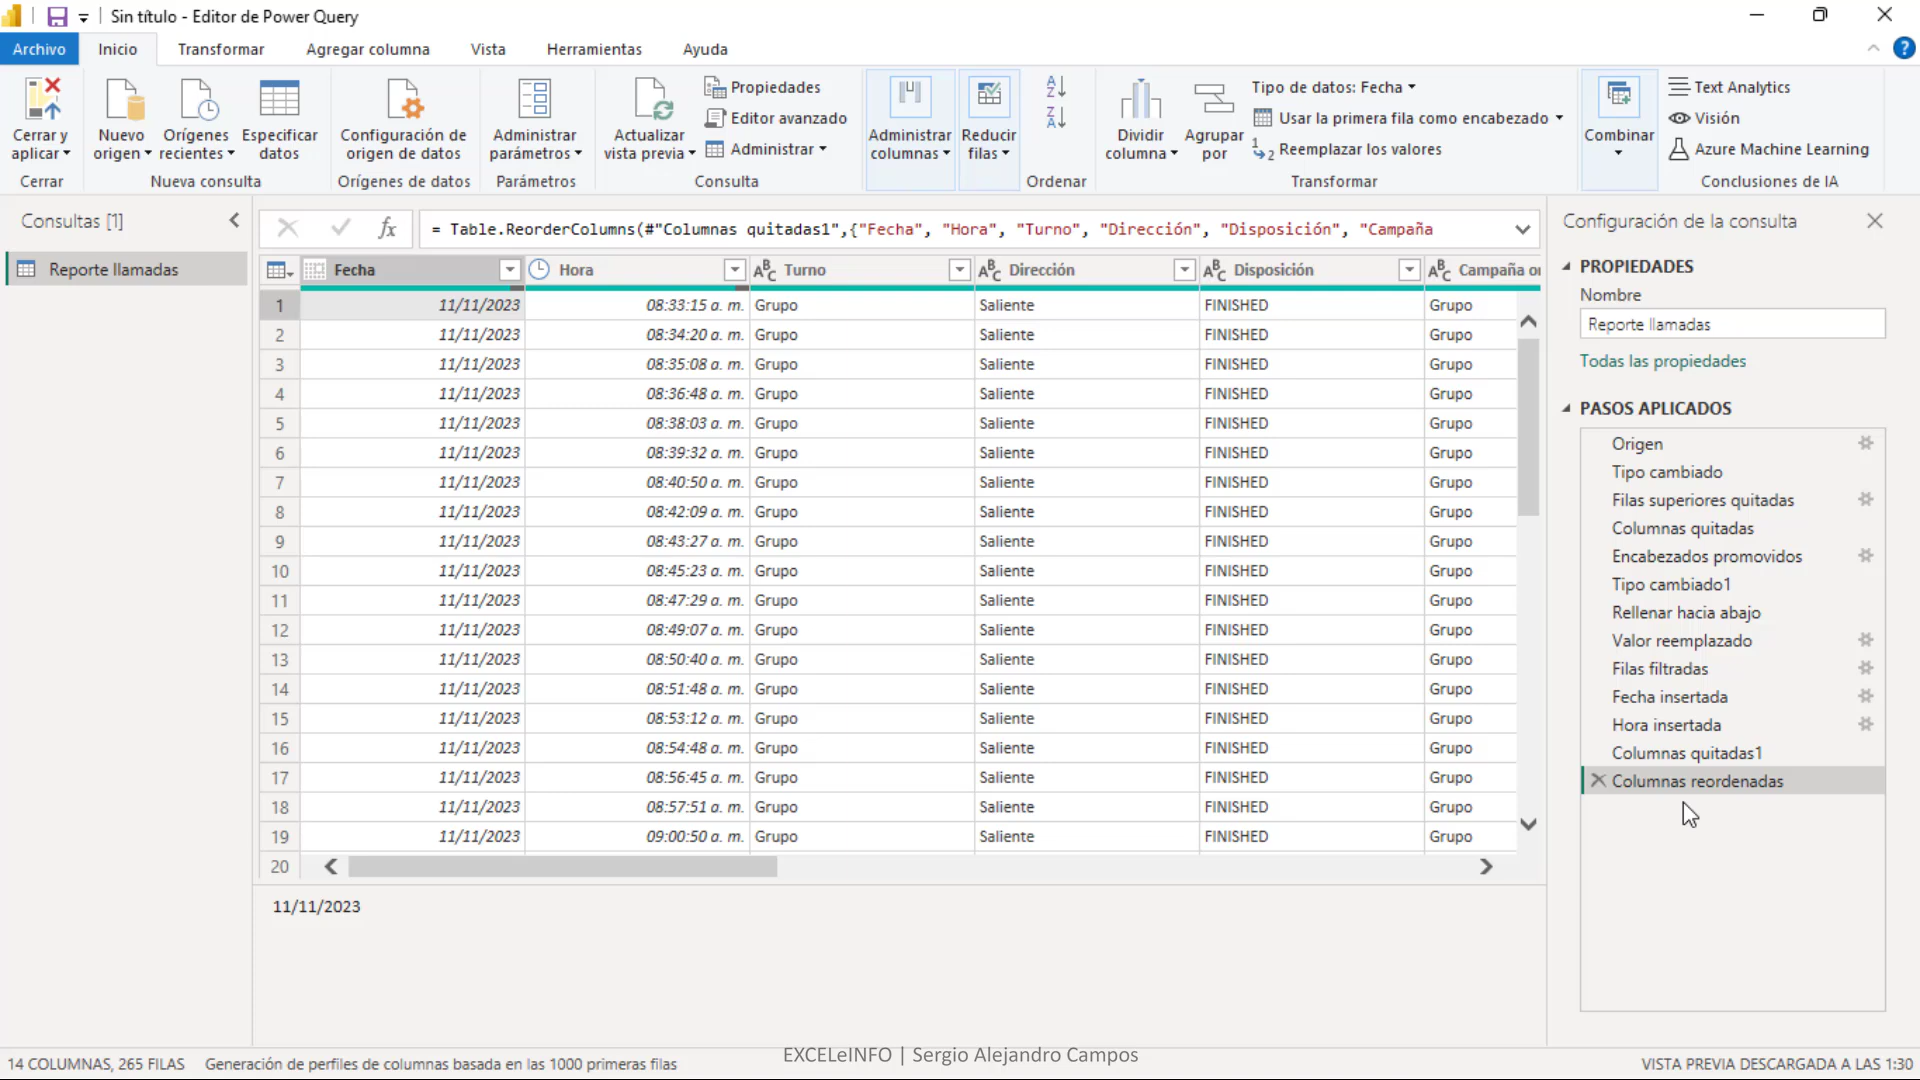 Sin título - Editor de Power Query
Archivo Inicio Transformar Agregar columna Vista Herramientas Ayuda
Cerrar y aplicar
Cerrar
Nuevo origen
Orígenes recientes
Especificar datos
Nueva consulta
Configuración de origen de datos
Orígenes de datos
Administrar parámetros
Parámetros
Actualizar vista previa
Propiedades
Editor avanzado
Administrar
Consulta
Administrar columnas
Reducir filas
Ordenar
Dividir columna
Agrupar por
Tipo de datos: Fecha
Usar la primera fila como encabezado
Reemplazar los valores
Transformar
Combinar
Text Analytics
Visión
Azure Machine Learning
Conclusiones de IA
Consultas [1]
Reporte llamadas
= Table.ReorderColumns(#"Columnas quitadas1",{"Fecha", "Hora", "Turno", "Dirección", "Disposición", "Campaña
Fecha Hora Turno Dirección Disposición Campaña or
1 11/11/2023 08:33:15 a. m. Grupo Saliente FINISHED Grupo
2 11/11/2023 08:34:20 a. m. Grupo Saliente FINISHED Grupo
3 11/11/2023 08:35:08 a. m. Grupo Saliente FINISHED Grupo
4 11/11/2023 08:36:48 a. m. Grupo Saliente FINISHED Grupo
5 11/11/2023 08:38:03 a. m. Grupo Saliente FINISHED Grupo
6 11/11/2023 08:39:32 a. m. Grupo Saliente FINISHED Grupo
7 11/11/2023 08:40:50 a. m. Grupo Saliente FINISHED Grupo
8 11/11/2023 08:42:09 a. m. Grupo Saliente FINISHED Grupo
9 11/11/2023 08:43:27 a. m. Grupo Saliente FINISHED Grupo
10 11/11/2023 08:45:23 a. m. Grupo Saliente FINISHED Grupo
11 11/11/2023 08:47:29 a. m. Grupo Saliente FINISHED Grupo
12 11/11/2023 08:49:07 a. m. Grupo Saliente FINISHED Grupo
13 11/11/2023 08:50:40 a. m. Grupo Saliente FINISHED Grupo
14 11/11/2023 08:51:48 a. m. Grupo Saliente FINISHED Grupo
15 11/11/2023 08:53:12 a. m. Grupo Saliente FINISHED Grupo
16 11/11/2023 08:54:48 a. m. Grupo Saliente FINISHED Grupo
17 11/11/2023 08:56:45 a. m. Grupo Saliente FINISHED Grupo
18 11/11/2023 08:57:51 a. m. Grupo Saliente FINISHED Grupo
19 11/11/2023 09:00:50 a. m. Grupo Saliente FINISHED Grupo
20
11/11/2023
Configuración de la consulta
PROPIEDADES
Nombre
Reporte llamadas
Todas las propiedades
PASOS APLICADOS
Origen
Tipo cambiado
Filas superiores quitadas
Columnas quitadas
Encabezados promovidos
Tipo cambiado1
Rellenar hacia abajo
Valor reemplazado
Filas filtradas
Fecha insertada
Hora insertada
Columnas quitadas1
Columnas reordenadas
14 COLUMNAS, 265 FILAS Generación de perfiles de columnas basada en las 1000 primeras filas
EXCELeINFO | Sergio Alejandro Campos
VISTA PREVIA DESCARGADA A LAS 1:30